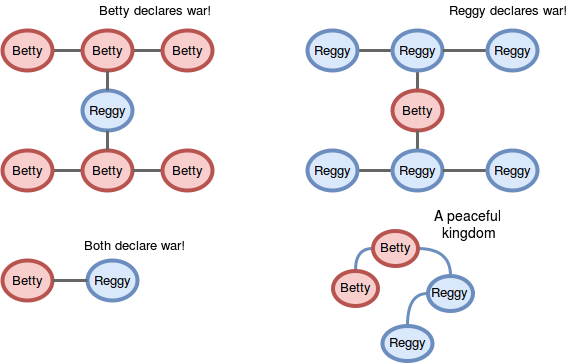 Betty declares war!
Betty Betty Betty
Reggy
Betty Betty Betty
Reggy declares war!
Reggy Reggy Reggy
Betty
Reggy Reggy Reggy
Both declare war!
Betty Reggy
A peaceful
kingdom
Betty
Betty
Reggy
Reggy